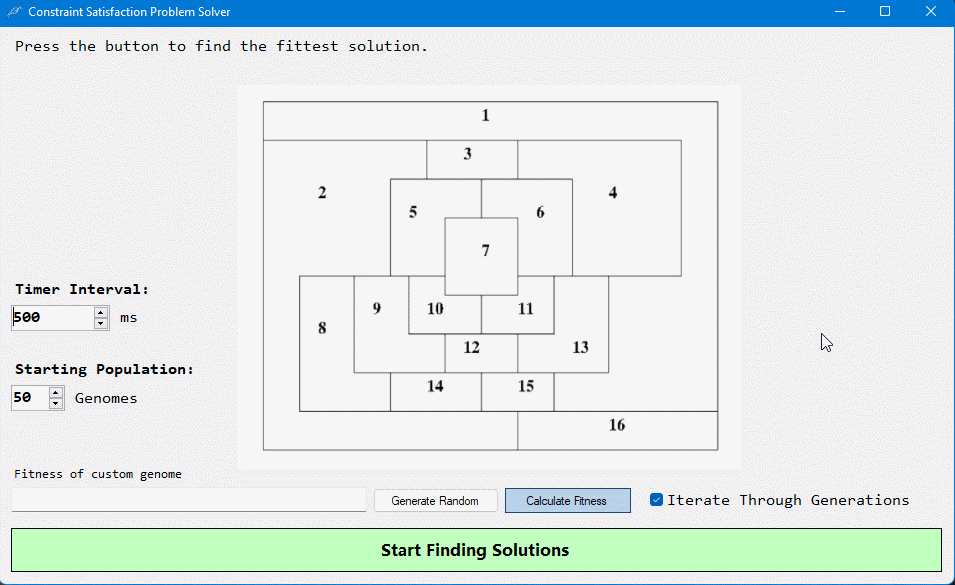 Constraint Satisfaction Problem Solver
Press the button to find the fittest solution.
1
3
2
4
5
6
7
Timer Interval:
500 ms
8
9
10
11
12
13
14
15
16
Starting Population:
50 Genomes
Fitness of custom genome
Generate Random
Calculate Fitness
Iterate Through Generations
Start Finding Solutions